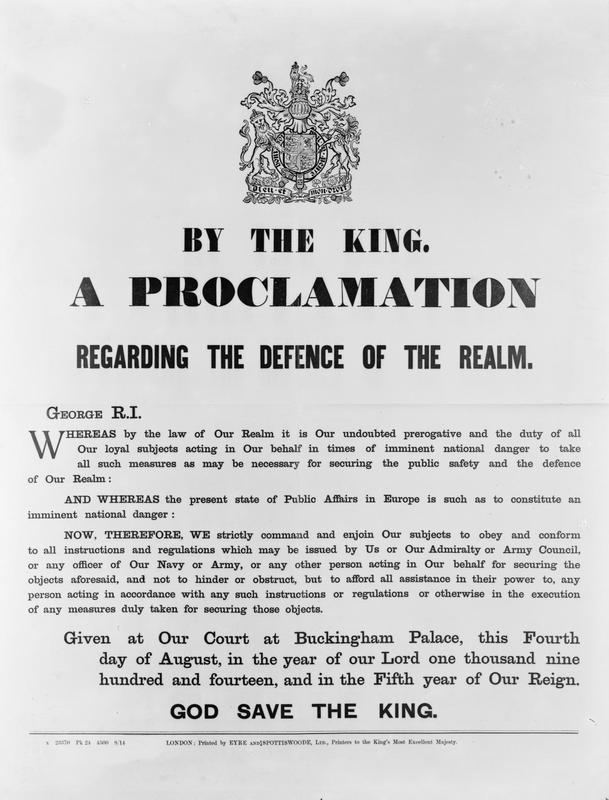 DIEU ET MON DROIT
BY THE KING.
A PROCLAMATION
REGARDING THE DEFENCE OF THE REALM.
GEORGE R.I.
WHEREAS by the law of Our Realm it is Our undoubted prerogative and the duty of all
Our loyal subjects acting in Our behalf in times of imminent national danger to take
all such measures as may be necessary for securing the public safety and the defence
of Our Realm :
AND WHEREAS the present state of Public Affairs in Europe is such as to constitute an
imminent national danger :
NOW, THEREFORE, WE strictly command and enjoin Our subjects to obey and conform
to all instructions and regulations which may be issued by Us or Our Admiralty or Army Council,
or any officer of Our Navy or Army, or any other person acting in Our behalf for securing the
objects aforesaid, and not to hinder or obstruct, but to afford all assistance in their power to, any
person acting in accordance with any such instructions or regulations or otherwise in the execution
of any measures duly taken for securing those objects.
Given at Our Court at Buckingham Palace, this Fourth
day of August, in the year of our Lord one thousand nine
hundred and fourteen, and in the Fifth year of Our Reign.
GOD SAVE THE KING.
x 23370 Pk 24 4500 9/14 LONDON : Printed by EYRE AND SPOTTISWOODE, LTD., Printers to the King's Most Excellent Majesty.